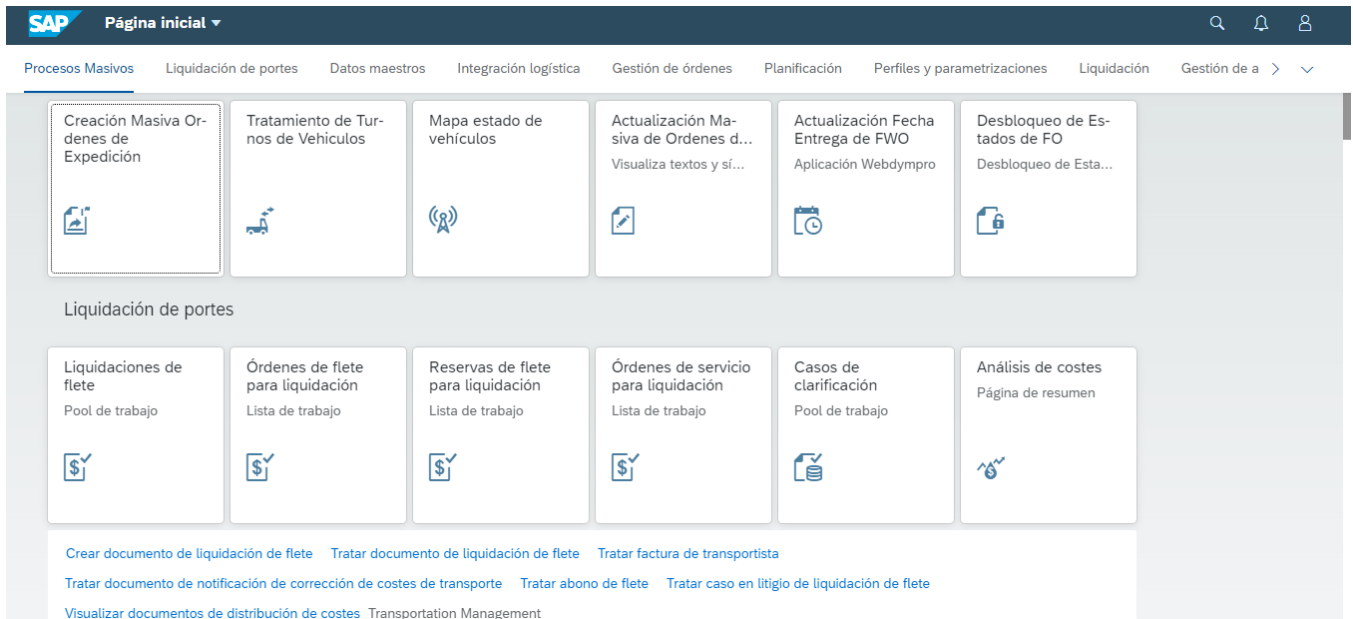 SAP Página inicial
Procesos Masivos Liquidación de portes Datos maestros Integración logística Gestión de órdenes Planificación Perfiles y parametrizaciones Liquidación Gestión de a
Creación Masiva Or-
denes de
Expedición
Tratamiento de Tur-
nos de Vehiculos
Mapa estado de
vehículos
Actualización Ma-
siva de Ordenes d...
Visualiza textos y sí...
Actualización Fecha
Entrega de FWO
Aplicación Webdympro
Desbloqueo de Es-
tados de FO
Desbloqueo de Esta...
Liquidación de portes
Liquidaciones de
flete
Pool de trabajo
Órdenes de flete
para liquidación
Lista de trabajo
Reservas de flete
para liquidación
Lista de trabajo
Órdenes de servicio
para liquidación
Lista de trabajo
Casos de
clarificación
Pool de trabajo
Análisis de costes
Página de resumen
Crear documento de liquidación de flete Tratar documento de liquidación de flete Tratar factura de transportista
Tratar documento de notificación de corrección de costes de transporte Tratar abono de flete Tratar caso en litigio de liquidación de flete
Visualizar documentos de distribución de costes Transportation Management